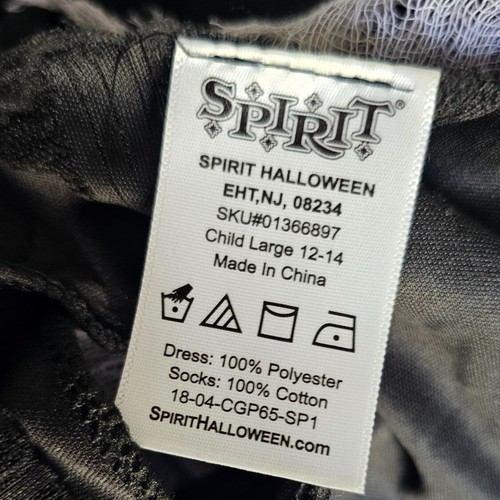 SPIRIT®
SPIRIT HALLOWEEN
EHT,NJ, 08234
SKU#01366897
Child Large 12-14
Made In China
Dress: 100% Polyester
Socks: 100% Cotton
18-04-CGP65-SP1
SPIRITHALLOWEEN.com